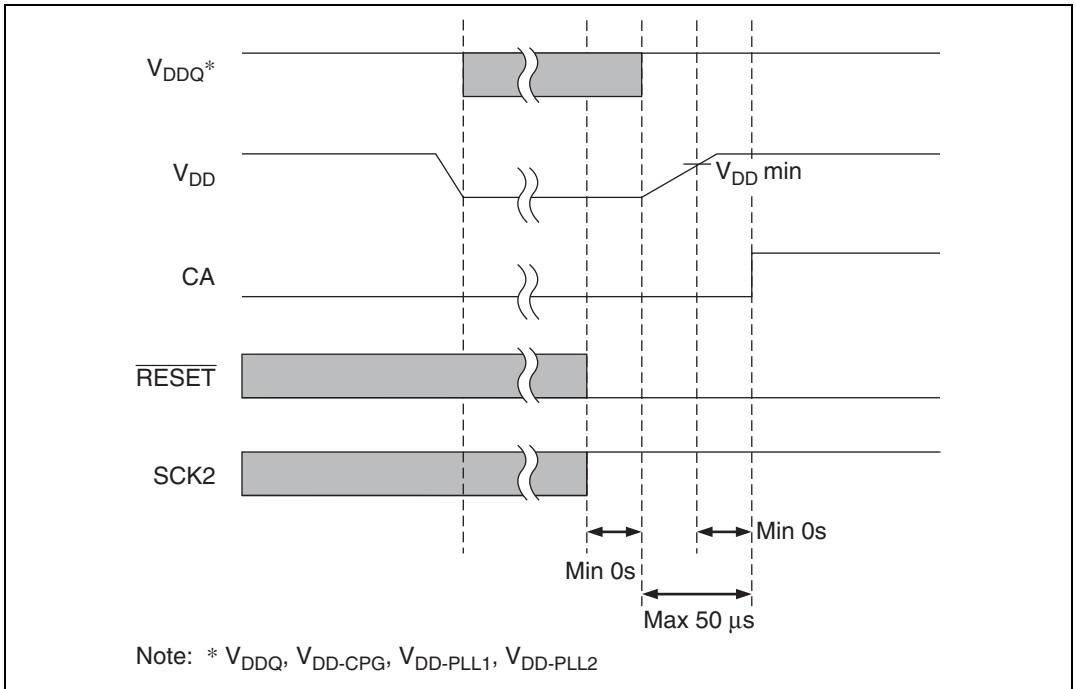 VDDQ*
VDD
VDD min
CA
RESET
SCK2
Min 0s
Min 0s
Max 50 µs
Note: * VDDQ, VDD-CPG, VDD-PLL1, VDD-PLL2